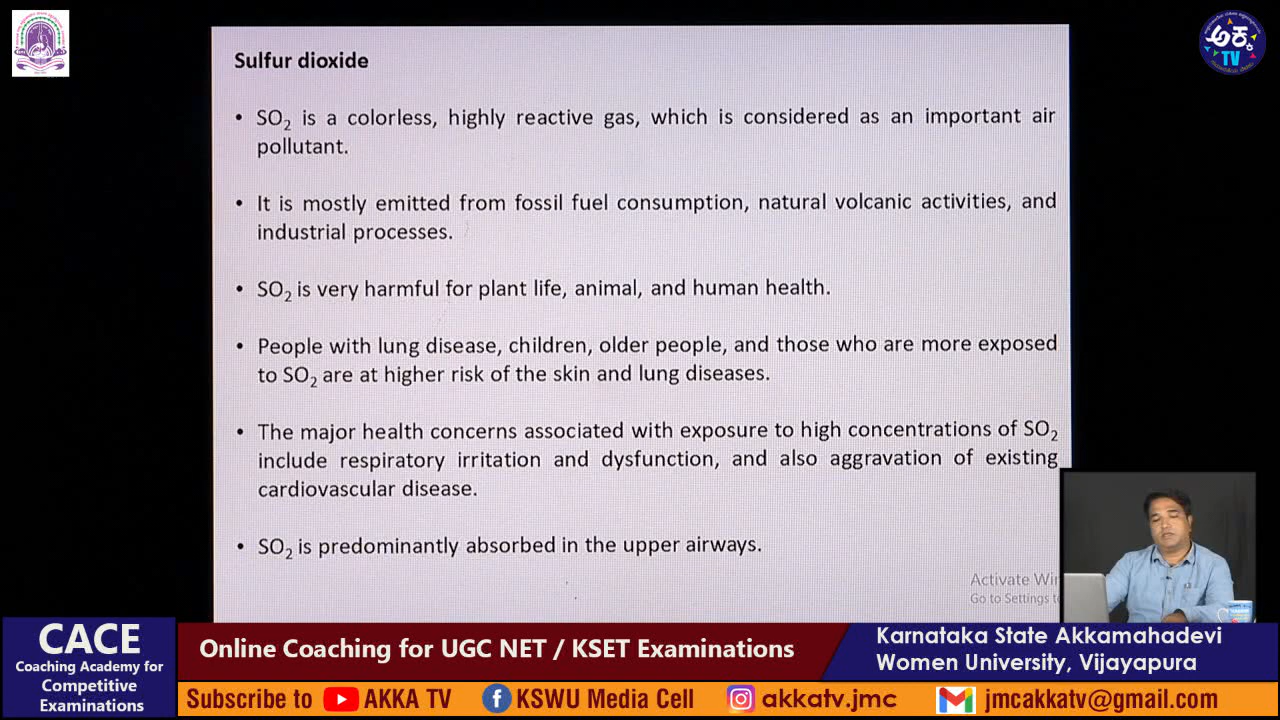 ಅಕ್ಕ
TV
Sulfur dioxide
• SO₂ is a colorless, highly reactive gas, which is considered as an important air
pollutant.
• It is mostly emitted from fossil fuel consumption, natural volcanic activities, and
industrial processes.
• SO₂ is very harmful for plant life, animal, and human health.
• People with lung disease, children, older people, and those who are more exposed
to SO₂ are at higher risk of the skin and lung diseases.
• The major health concerns associated with exposure to high concentrations of SO₂
include respiratory irritation and dysfunction, and also aggravation of existing
cardiovascular disease.
• SO₂ is predominantly absorbed in the upper airways.
Activate Wi
Go to Settings t
CACE
Coaching Academy for
Competitive
Examinations
Online Coaching for UGC NET / KSET Examinations
Karnataka State Akkamahadevi
Women University, Vijayapura
Subscribe to AKKA TV KSWU Media Cell akkatv.jmc jmcakkatv@gmail.com